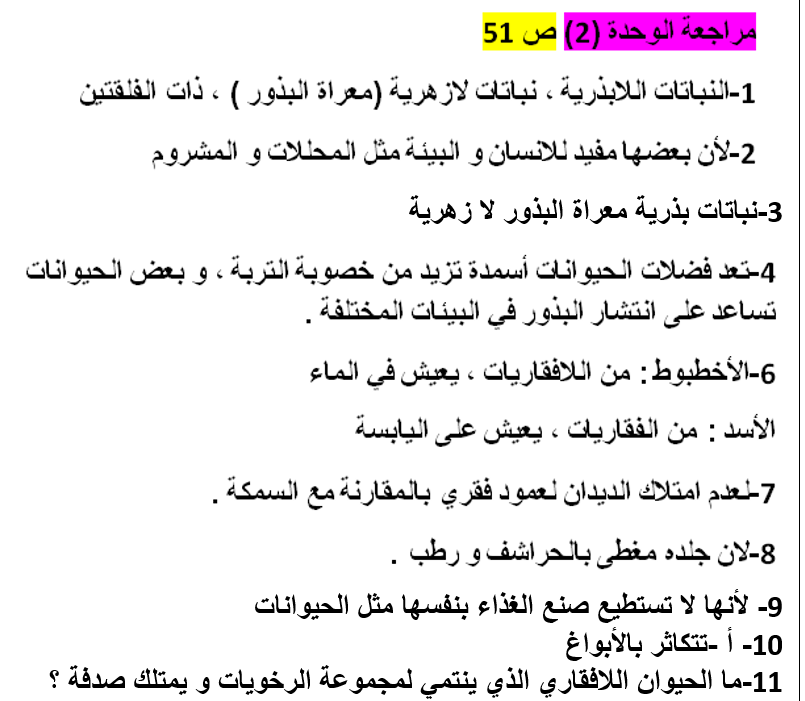 مراجعة الوحدة (2) ص 51
1-النباتات اللابذرية ، نباتات لازهرية (معراة البذور ) ، ذات الفلقتين
2-لأن بعضها مفيد للانسان و البيئة مثل المحللات و المشروم
3-نباتات بذرية معراة البذور لا زهرية
4-تعد فضلات الحيوانات أسمدة تزيد من خصوبة التربة ، و بعض الحيوانات
تساعد على انتشار البذور في البيئات المختلفة .
6-الأخطبوط : من اللافقاريات ، يعيش في الماء
الأسد : من الفقاريات ، يعيش على اليابسة
7-لعدم امتلاك الديدان لعمود فقري بالمقارنة مع السمكة .
8-لان جلده مغطى بالحراشف و رطب .
9- لأنها لا تستطيع صنع الغذاء بنفسها مثل الحيوانات
10- أ -تتكاثر بالأبواغ
11-ما الحيوان اللافقاري الذي ينتمي لمجموعة الرخويات و يمتلك صدفة ؟